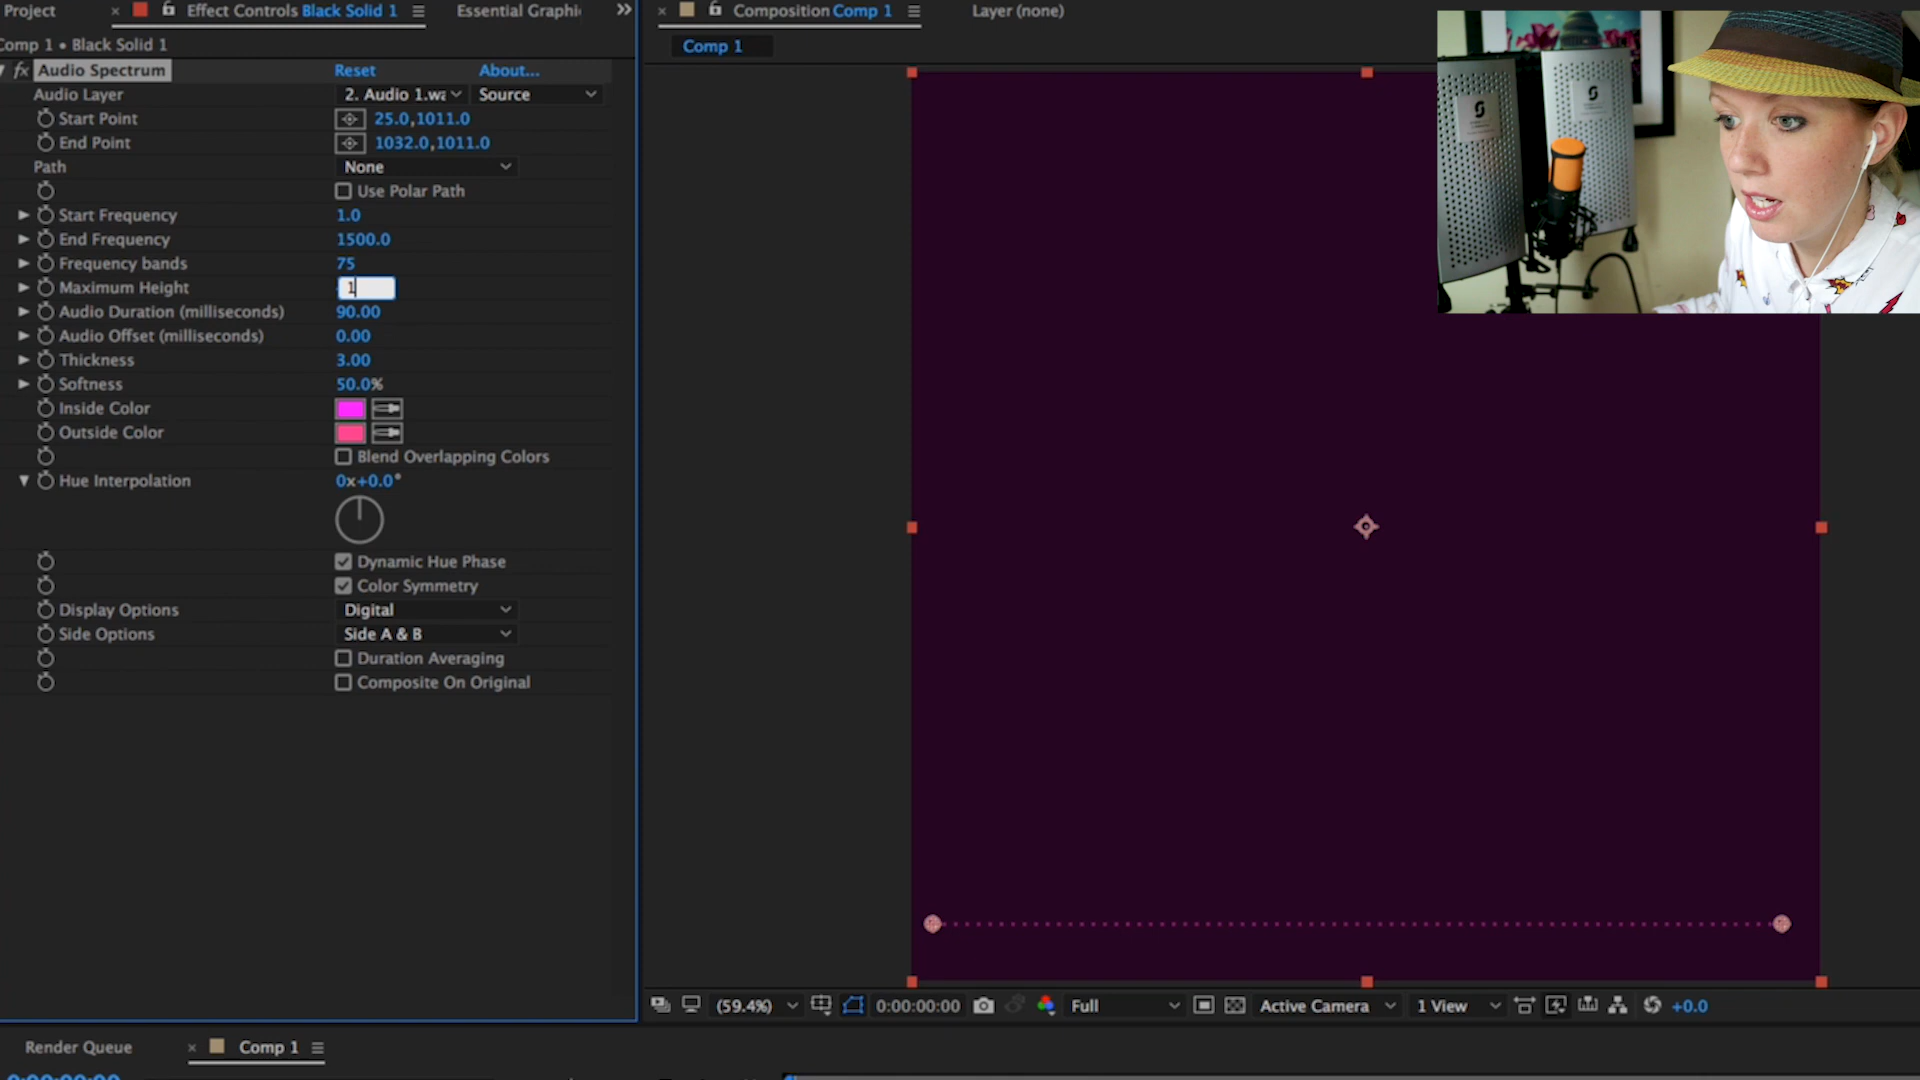 Project
Effect Controls Black Solid 1
Essential Graphi
Composition Comp 1
Layer (none)
Comp 1 • Black Solid 1
Comp 1
fx Audio Spectrum
Reset
About...
Audio Layer
2. Audio 1.wa
Source
Start Point
25.0,1011.0
End Point
1032.0,1011.0
Path
None
Use Polar Path
Start Frequency
1.0
End Frequency
1500.0
Frequency bands
75
Maximum Height
1
Audio Duration (milliseconds)
90.00
Audio Offset (milliseconds)
0.00
Thickness
3.00
Softness
50.0%
Inside Color
Outside Color
Blend Overlapping Colors
Hue Interpolation
0x+0.0°
Dynamic Hue Phase
Color Symmetry
Display Options
Digital
Side Options
Side A & B
Duration Averaging
Composite On Original
(59.4%)
0:00:00:00
Full
Active Camera
1 View
+0.0
Render Queue
Comp 1